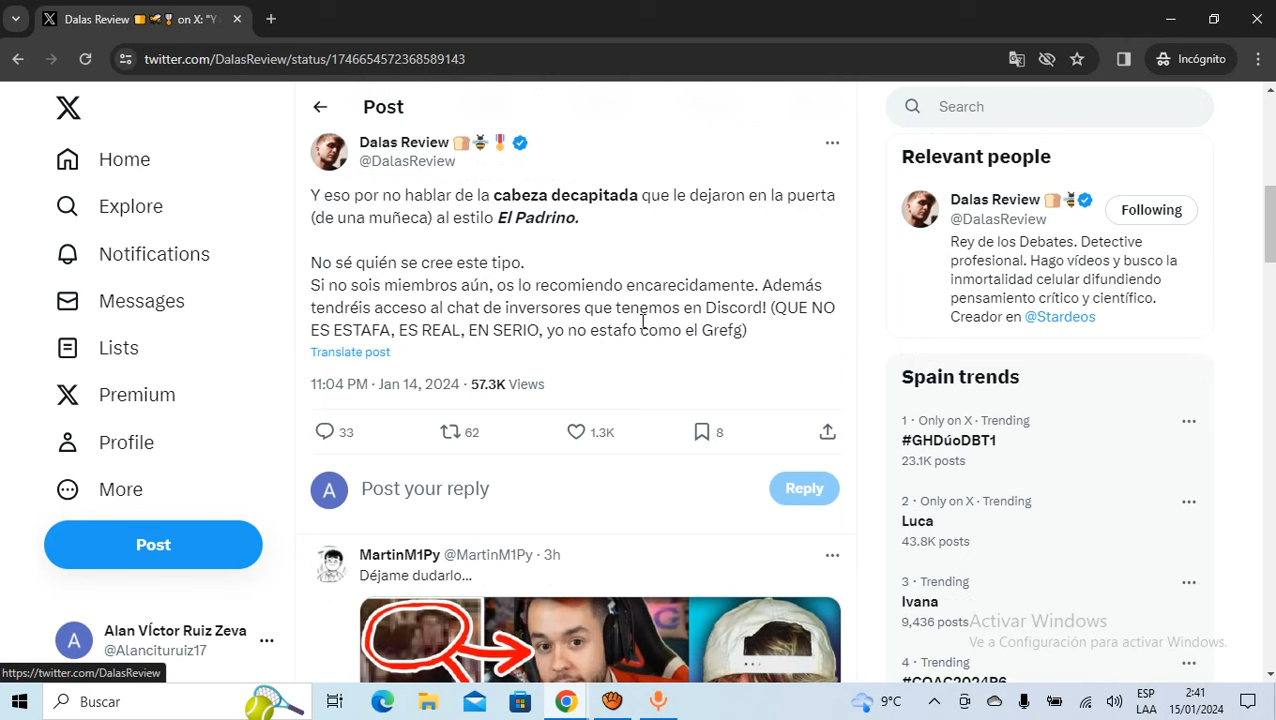 Dalas Review 🍞🐝🎖️ on X: "Y
twitter.com/DalasReview/status/1746654572368589143
Incógnito
Home
Explore
Notifications
Messages
Lists
Premium
Profile
More
Post
Alan VÍctor Ruiz Zeva
@Alancituruiz17
https://twitter.com/DalasReview
Post
Dalas Review 🍞🐝🎖️
@DalasReview
Y eso por no hablar de la cabeza decapitada que le dejaron en la puerta
(de una muñeca) al estilo El Padrino.
No sé quién se cree este tipo.
Si no sois miembros aún, os lo recomiendo encarecidamente. Además
tendréis acceso al chat de inversores que tenemos en Discord! (QUE NO
ES ESTAFA, ES REAL, EN SERIO, yo no estafo como el Grefg)
Translate post
11:04 PM · Jan 14, 2024 · 57.3K Views
33 62 1.3K 8
A Post your reply Reply
MartinM1Py @MartinM1Py · 3h
Déjame dudarlo...
Search
Relevant people
Dalas Review 🍞🐝
@DalasReview
Following
Rey de los Debates. Detective
profesional. Hago vídeos y busco la
inmortalidad celular difundiendo
pensamiento crítico y científico.
Creador en @Stardeos
Spain trends
1 · Only on X · Trending
#GHDúoDBT1
23.1K posts
2 · Only on X · Trending
Luca
43.8K posts
3 · Trending
Ivana
9,436 posts
4 · Trending
#COAC2024P6
Activar Windows
Ve a Configuración para activar Windows.
Buscar
9°C
ESP
LAA
2:41
15/01/2024